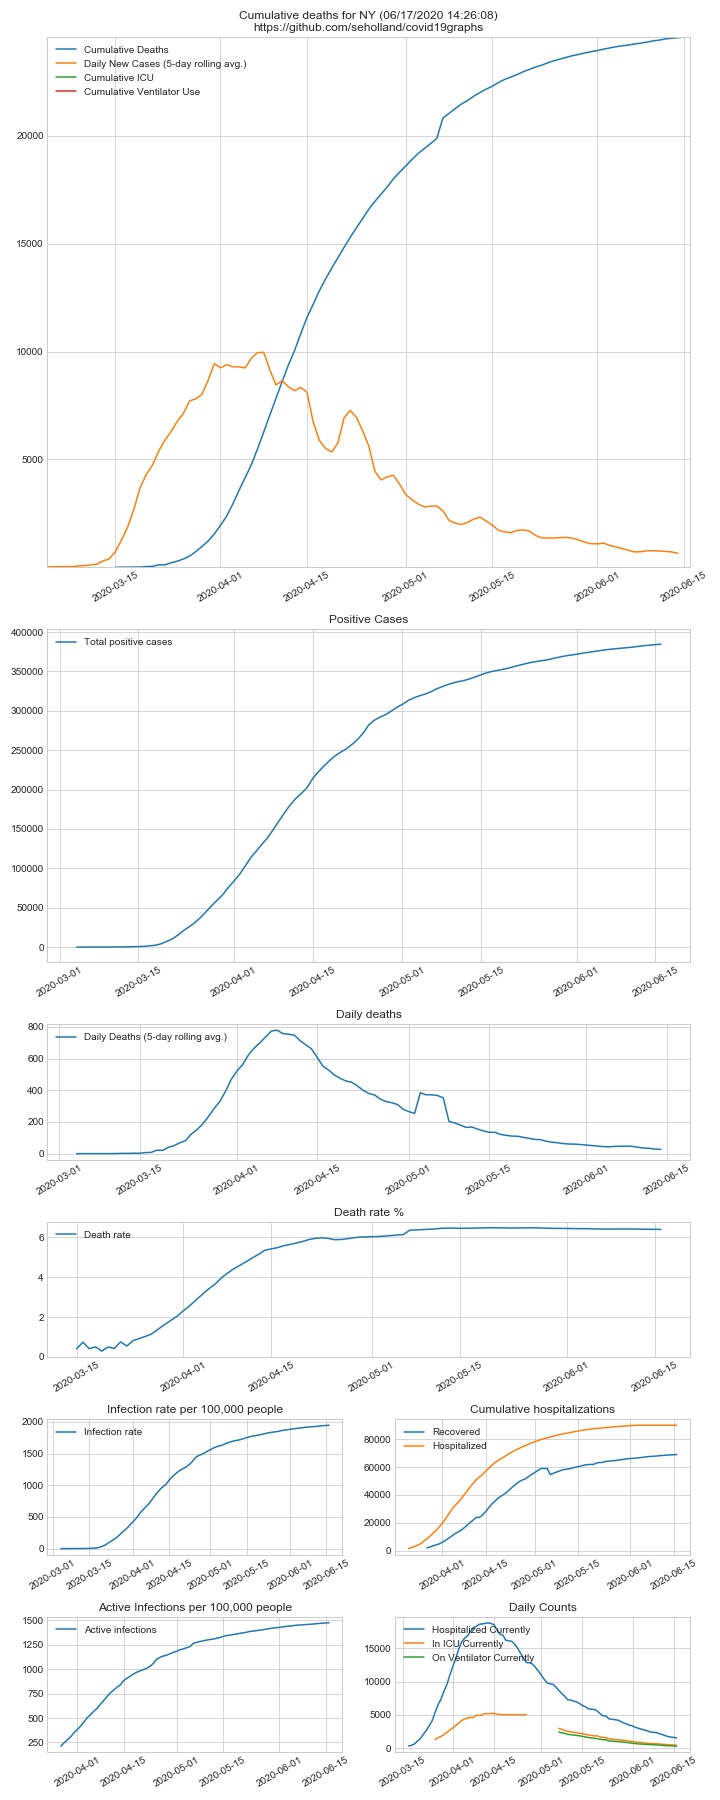 Cumulative deaths for NY (06/17/2020 14:26:08)
https://github.com/seholland/covid19graphs
Cumulative Deaths
Daily New Cases (5-day rolling avg.)
Cumulative ICU
Cumulative Ventilator Use
20000
15000
10000
5000
2020-03-15 2020-04-01 2020-04-15 2020-05-01 2020-05-15 2020-06-01 2020-06-15
Positive Cases
Total positive cases
400000
350000
300000
250000
200000
150000
100000
50000
0
2020-03-01 2020-03-15 2020-04-01 2020-04-15 2020-05-01 2020-05-15 2020-06-01 2020-06-15
Daily deaths
Daily Deaths (5-day rolling avg.)
800
600
400
200
0
2020-03-01 2020-03-15 2020-04-01 2020-04-15 2020-05-01 2020-05-15 2020-06-01 2020-06-15
Death rate %
Death rate
6
4
2
0
2020-03-15 2020-04-01 2020-04-15 2020-05-01 2020-05-15 2020-06-01 2020-06-15
Infection rate per 100,000 people
Infection rate
2000
1500
1000
500
0
2020-03-01 2020-03-15 2020-04-01 2020-04-15 2020-05-01 2020-05-15 2020-06-01 2020-06-15
Cumulative hospitalizations
Recovered
Hospitalized
80000
60000
40000
20000
0
2020-04-01 2020-04-15 2020-05-01 2020-05-15 2020-06-01 2020-06-15
Active Infections per 100,000 people
Active infections
1500
1250
1000
750
500
250
2020-04-01 2020-04-15 2020-05-01 2020-05-15 2020-06-01 2020-06-15
Daily Counts
Hospitalized Currently
In ICU Currently
On Ventilator Currently
15000
10000
5000
0
2020-03-15 2020-04-01 2020-04-15 2020-05-01 2020-05-15 2020-06-01 2020-06-15